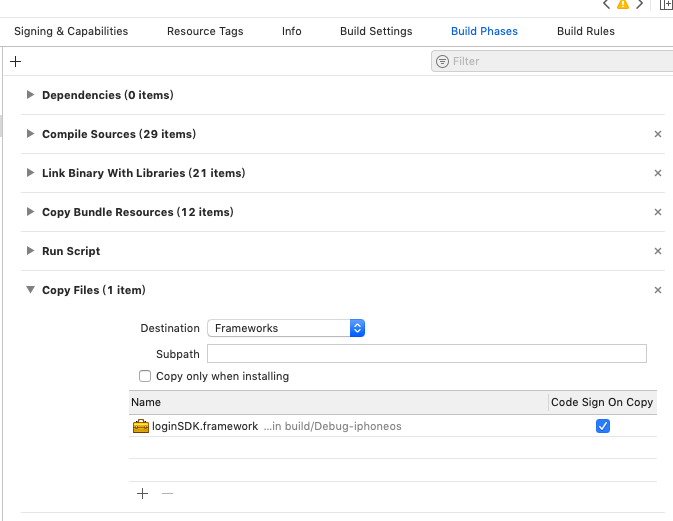 Signing & Capabilities Resource Tags Info Build Settings Build Phases Build Rules
Filter
Dependencies (0 items)
Compile Sources (29 items)
Link Binary With Libraries (21 items)
Copy Bundle Resources (12 items)
Run Script
Copy Files (1 item)
Destination Frameworks
Subpath
Copy only when installing
Name Code Sign On Copy
loginSDK.framework ...in build/Debug-iphoneos